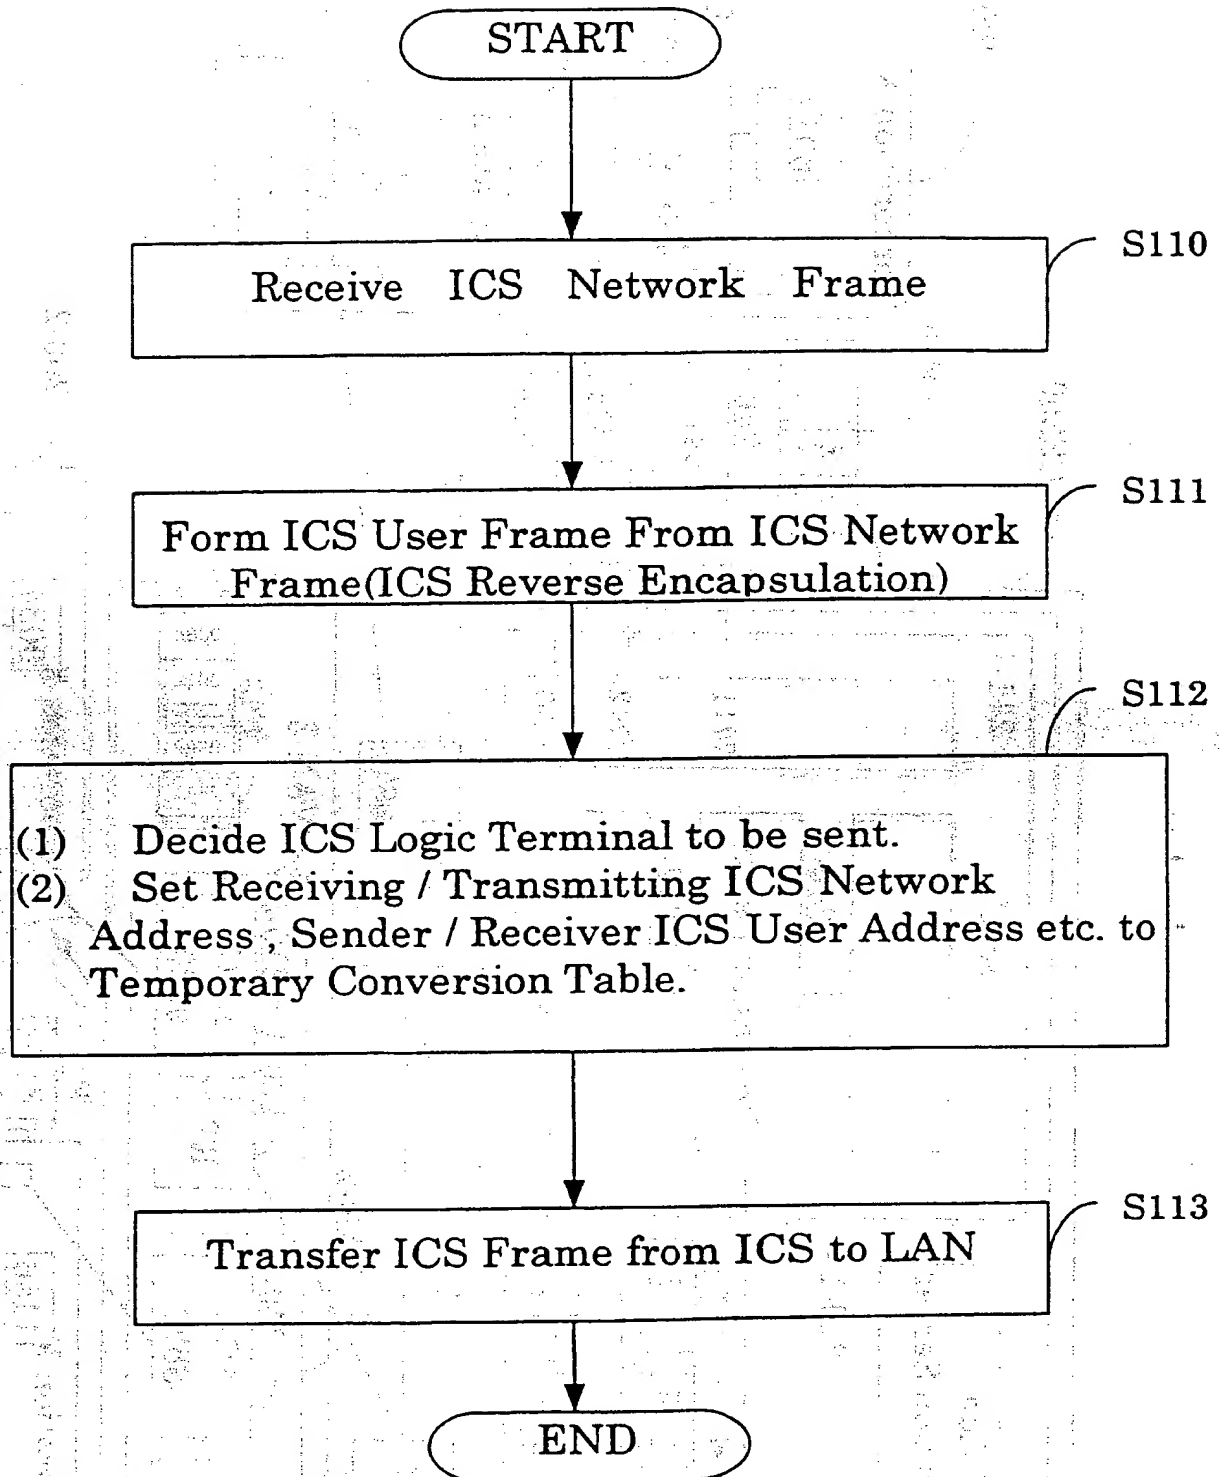 START
S110
Receive ICS Network Frame
S111
Form ICS User Frame From ICS Network
Frame(ICS Reverse Encapsulation)
S112
(1) Decide ICS Logic Terminal to be sent.
(2) Set Receiving / Transmitting ICS Network
Address , Sender / Receiver ICS User Address etc. to
Temporary Conversion Table.
S113
Transfer ICS Frame from ICS to LAN
END